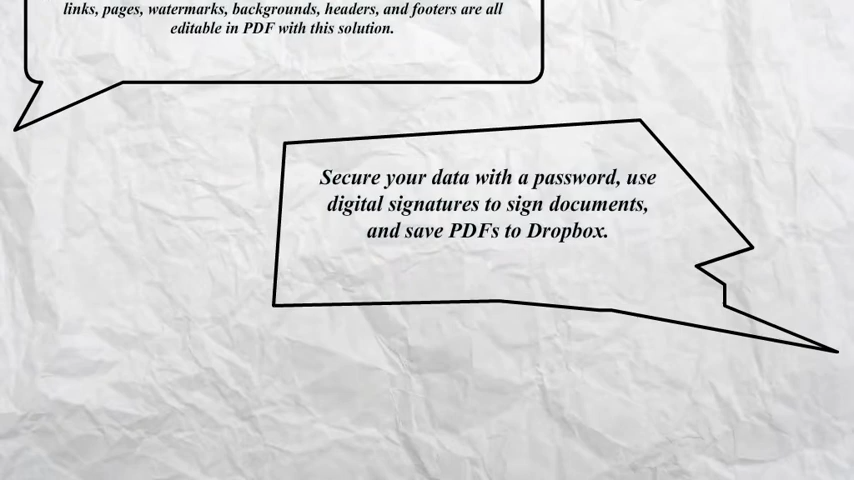 links, pages, watermarks, backgrounds, headers, and footers are all
editable in PDF with this solution.
Secure your data with a password, use
digital signatures to sign documents,
and save PDFs to Dropbox.